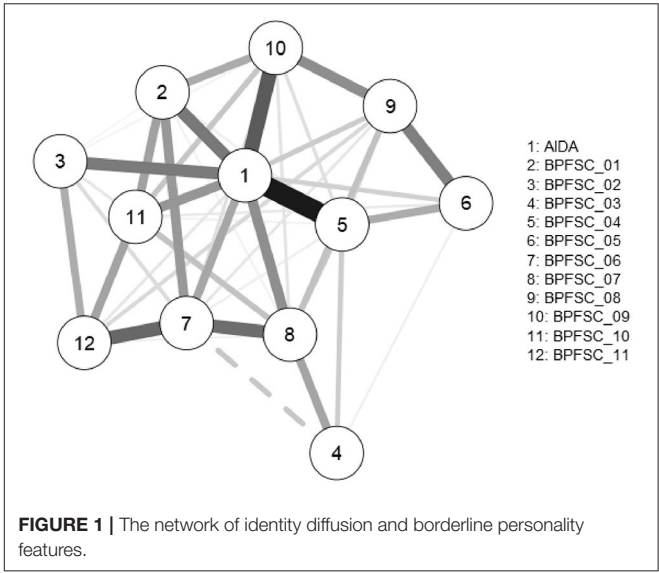 10
2
9
3
1
6
11
5
7
8
12
4
1: AIDA
2: BPFSC_01
3: BPFSC_02
4: BPFSC_03
5: BPFSC_04
6: BPFSC_05
7: BPFSC_06
8: BPFSC_07
9: BPFSC_08
10: BPFSC_09
11: BPFSC_10
12: BPFSC_11
FIGURE 1 | The network of identity diffusion and borderline personality
features.